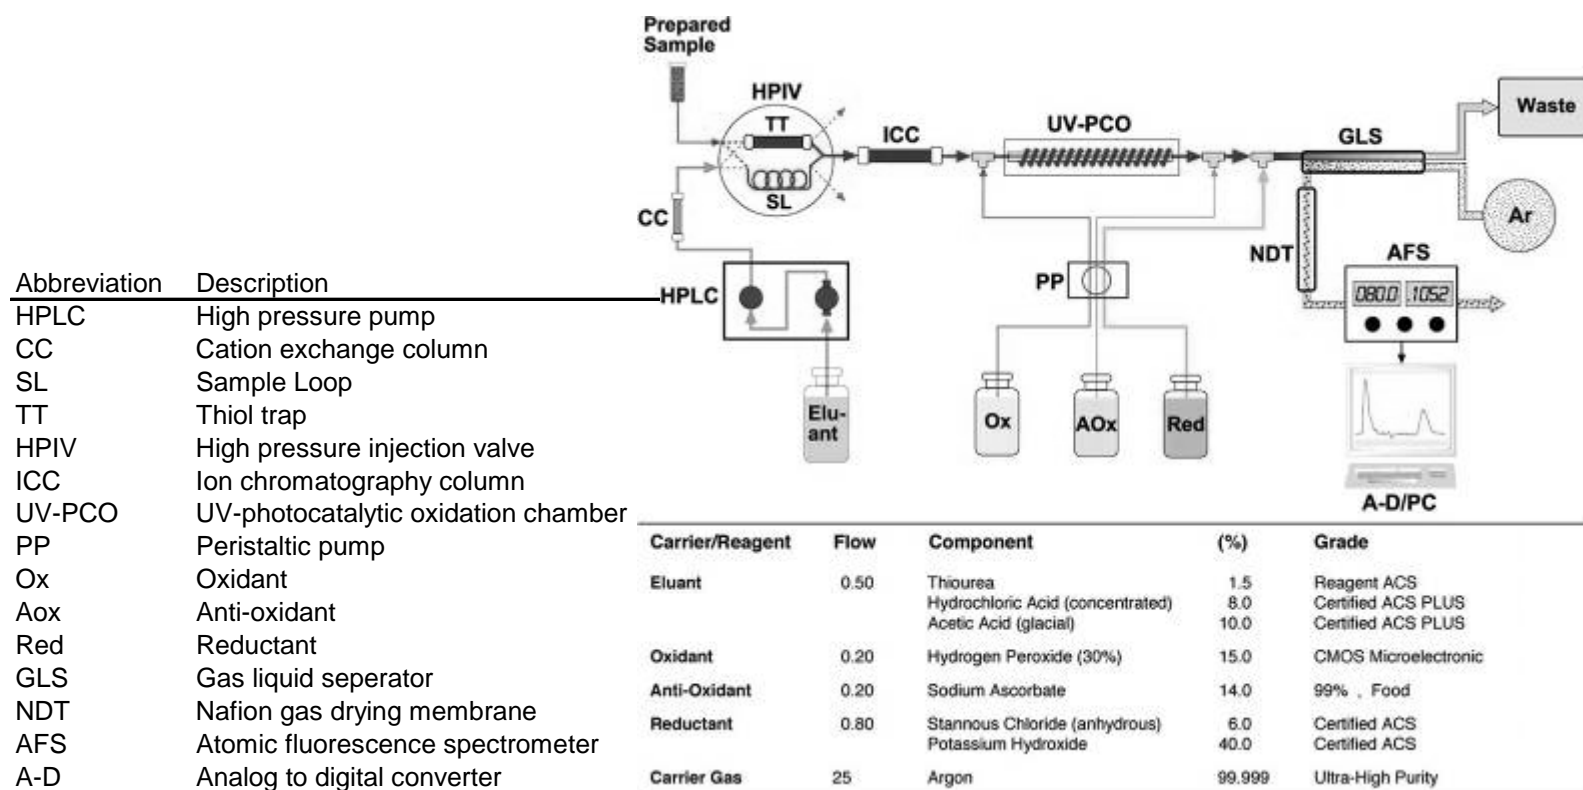 Abbreviation Description
HPLC High pressure pump
CC Cation exchange column
SL Sample Loop
TT Thiol trap
HPIV High pressure injection valve
ICC Ion chromatography column
UV-PCO UV-photocatalytic oxidation chamber
PP Peristaltic pump
Ox Oxidant
Aox Anti-oxidant
Red Reductant
GLS Gas liquid seperator
NDT Nafion gas drying membrane
AFS Atomic fluorescence spectrometer
A-D Analog to digital converter
Prepared
Sample
HPIV
TT
SL
ICC
UV-PCO
GLS
Waste
Ar
CC
HPLC
PP
NDT
AFS
080.0 .1052
Elu-
ant
Ox
AOx
Red
A-D/PC
Carrier/Reagent Flow Component (%) Grade
Eluant 0.50 Thiourea 1.5 Reagent ACS
Hydrochloric Acid (concentrated) 8.0 Certified ACS PLUS
Acetic Acid (glacial) 10.0 Certified ACS PLUS
Oxidant 0.20 Hydrogen Peroxide (30%) 15.0 CMOS Microelectronic
Anti-Oxidant 0.20 Sodium Ascorbate 14.0 99% , Food
Reductant 0.80 Stannous Chloride (anhydrous) 6.0 Certified ACS
Potassium Hydroxide 40.0 Certified ACS
Carrier Gas 25 Argon 99.999 Ultra-High Purity